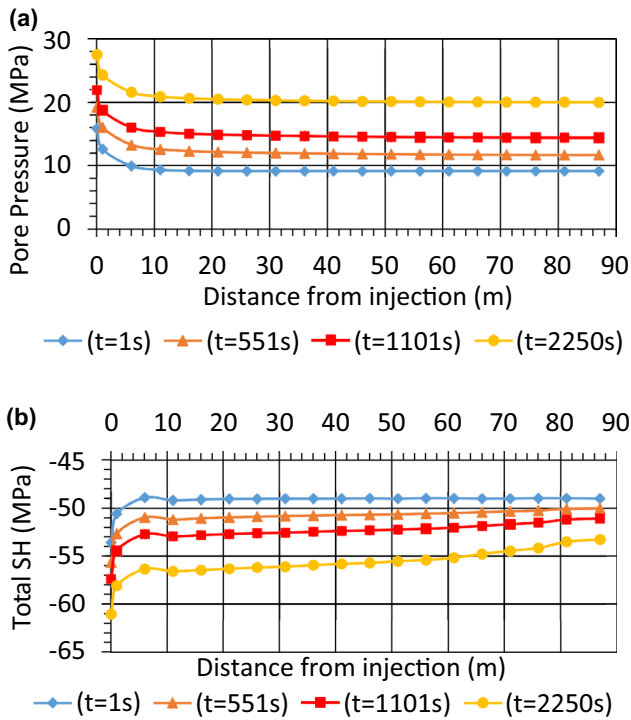 (a)
Pore Pressure (MPa)
30
20
10
0
0 10 20 30 40 50 60 70 80 90
Distance from injection (m)
(t=1s) (t=551s) (t=1101s) (t=2250s)
(b)
0 10 20 30 40 50 60 70 80 90
Total SH (MPa)
-45
-50
-55
-60
-65
Distance from injection (m)
(t=1s) (t=551s) (t=1101s) (t=2250s)